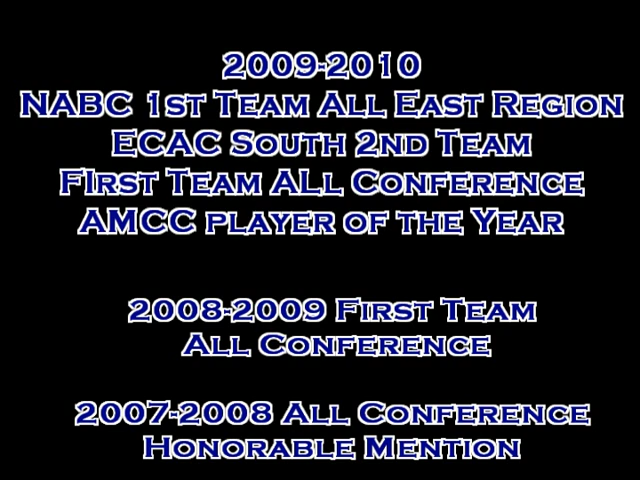 2009-2010
NABC 1st Team All East Region
ECAC South 2nd Team
FIrst Team ALl Conference
AMCC player of the Year
2008-2009 First Team
All Conference
2007-2008 All Conference
Honorable Mention